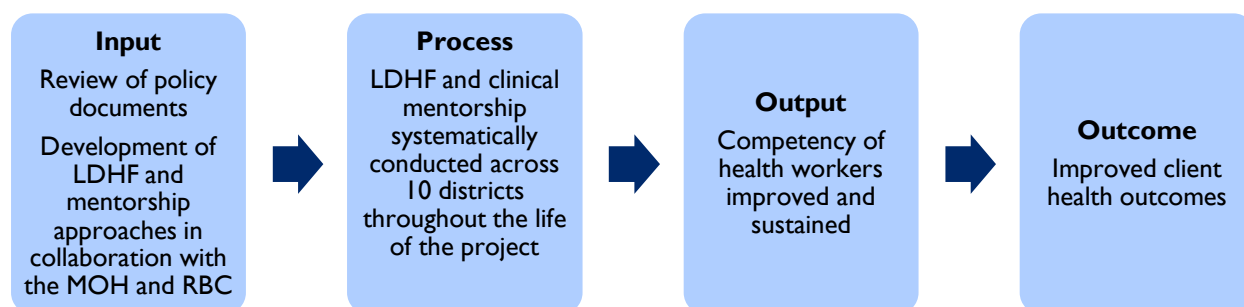 Input
Review of policy
documents
Development of
LDHF and
mentorship
approaches in
collaboration with
the MOH and RBC
Process
LDHF and clinical
mentorship
systematically
conducted across
10 districts
throughout the life
of the project
Output
Competency of
health workers
improved and
sustained
Outcome
Improved client
health outcomes